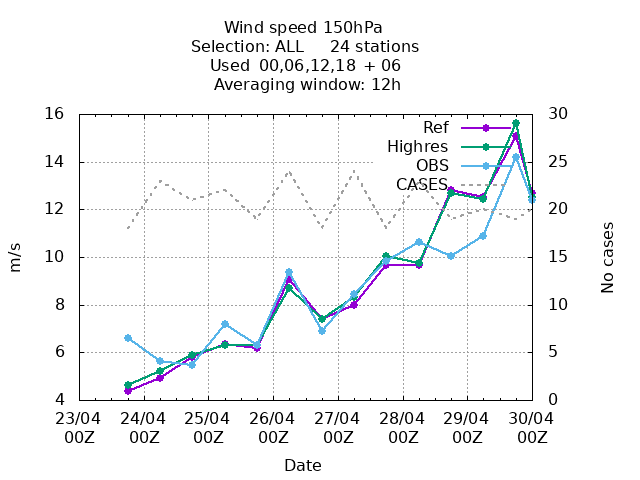 Wind speed 150hPa
Selection: ALL 24 stations
Used 00,06,12,18 + 06
Averaging window: 12h
16 30
Ref
Highres
14 25
OBS
CASES
12 20
m/s
10 15
No cases
8 10
6 5
4 0
23/04 24/04 25/04 26/04 27/04 28/04 29/04 30/04
00Z 00Z 00Z 00Z 00Z 00Z 00Z 00Z
Date